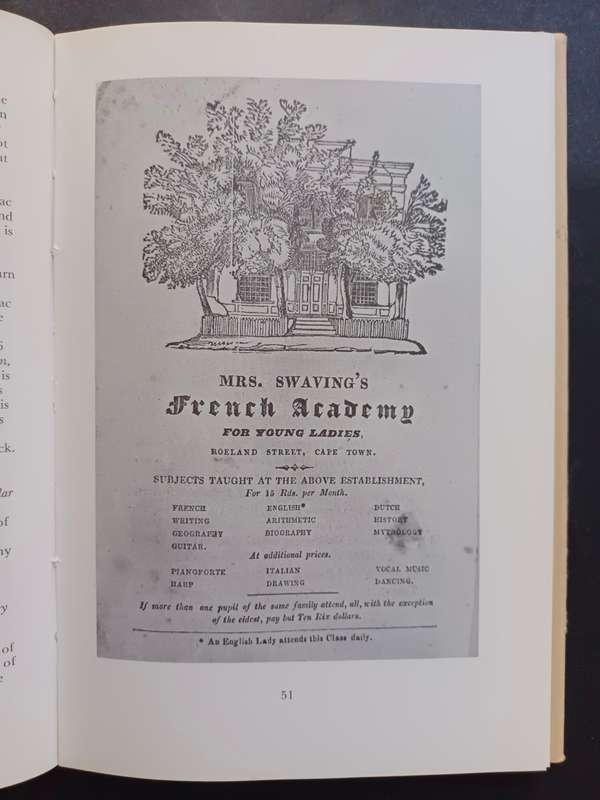 MRS. SWAVING'S
French Academy
FOR YOUNG LADIES,
ROELAND STREET, CAPE TOWN.
SUBJECTS TAUGHT AT THE ABOVE ESTABLISHMENT,
For 15 Rds. per Month.
FRENCH ENGLISH* DUTCH
WRITING ARITHMETIC HISTORY
GEOGRAPHY BIOGRAPHY MYTHOLOGY
GUITAR.
At additional prices.
PIANOFORTE ITALIAN VOCAL MUSIC
HARP DRAWING DANCING.
If more than one pupil of the same family attend, all, with the exception
of the eldest, pay but Ten Rix dollars.
* An English Lady attends this Class daily.
51